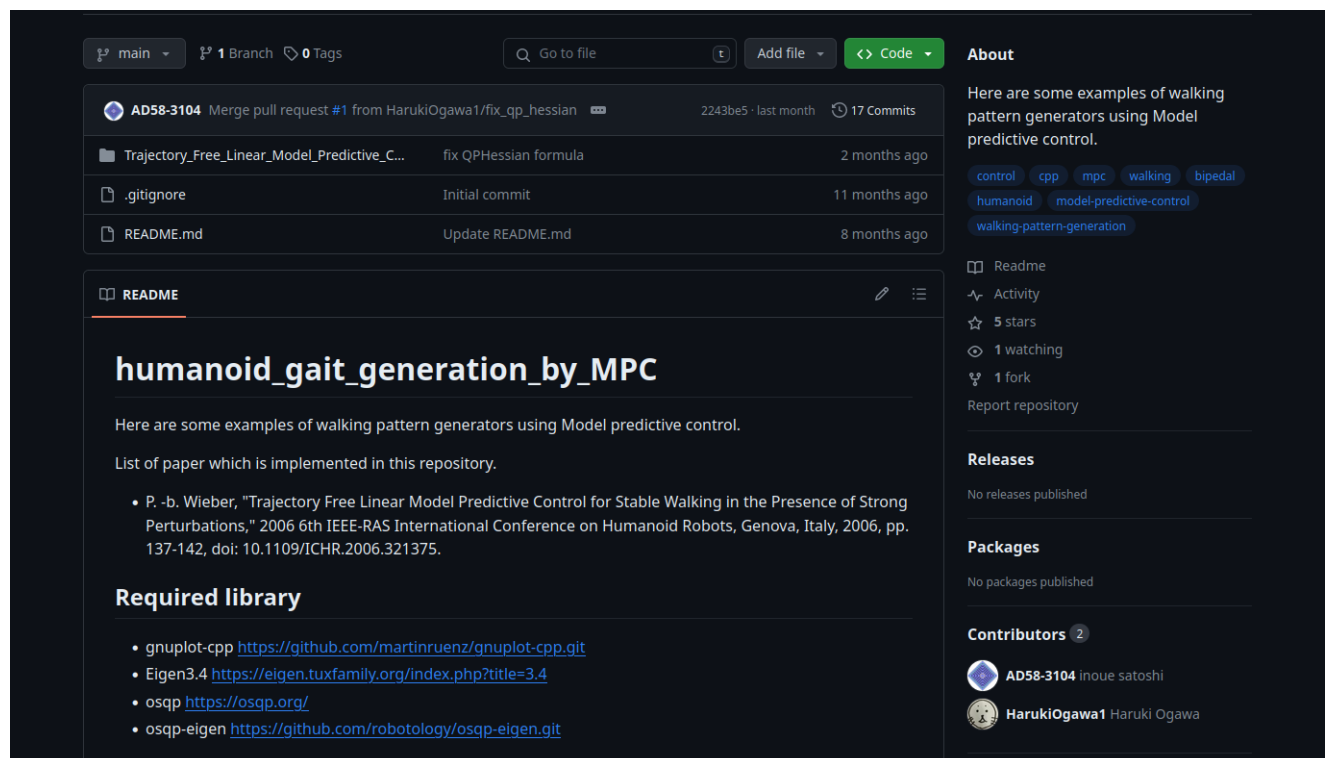 main 1 Branch 0 Tags Go to file t Add file Code
AD58-3104 Merge pull request #1 from HarukiOgawa1/fix_qp_hessian 2243be5 · last month 17 Commits
Trajectory_Free_Linear_Model_Predictive_C... fix QPHessian formula 2 months ago
.gitignore Initial commit 11 months ago
README.md Update README.md 8 months ago
README
humanoid_gait_generation_by_MPC
Here are some examples of walking pattern generators using Model predictive control.
List of paper which is implemented in this repository.
• P. -b. Wieber, "Trajectory Free Linear Model Predictive Control for Stable Walking in the Presence of Strong
Perturbations," 2006 6th IEEE-RAS International Conference on Humanoid Robots, Genova, Italy, 2006, pp.
137-142, doi: 10.1109/ICHR.2006.321375.
Required library
• gnuplot-cpp https://github.com/martinruenz/gnuplot-cpp.git
• Eigen3.4 https://eigen.tuxfamily.org/index.php?title=3.4
• osqp https://osqp.org/
• osqp-eigen https://github.com/robotology/osqp-eigen.git
About
Here are some examples of walking
pattern generators using Model
predictive control.
control cpp mpc walking bipedal
humanoid model-predictive-control
walking-pattern-generation
Readme
Activity
5 stars
1 watching
1 fork
Report repository
Releases
No releases published
Packages
No packages published
Contributors 2
AD58-3104 inoue satoshi
HarukiOgawa1 Haruki Ogawa